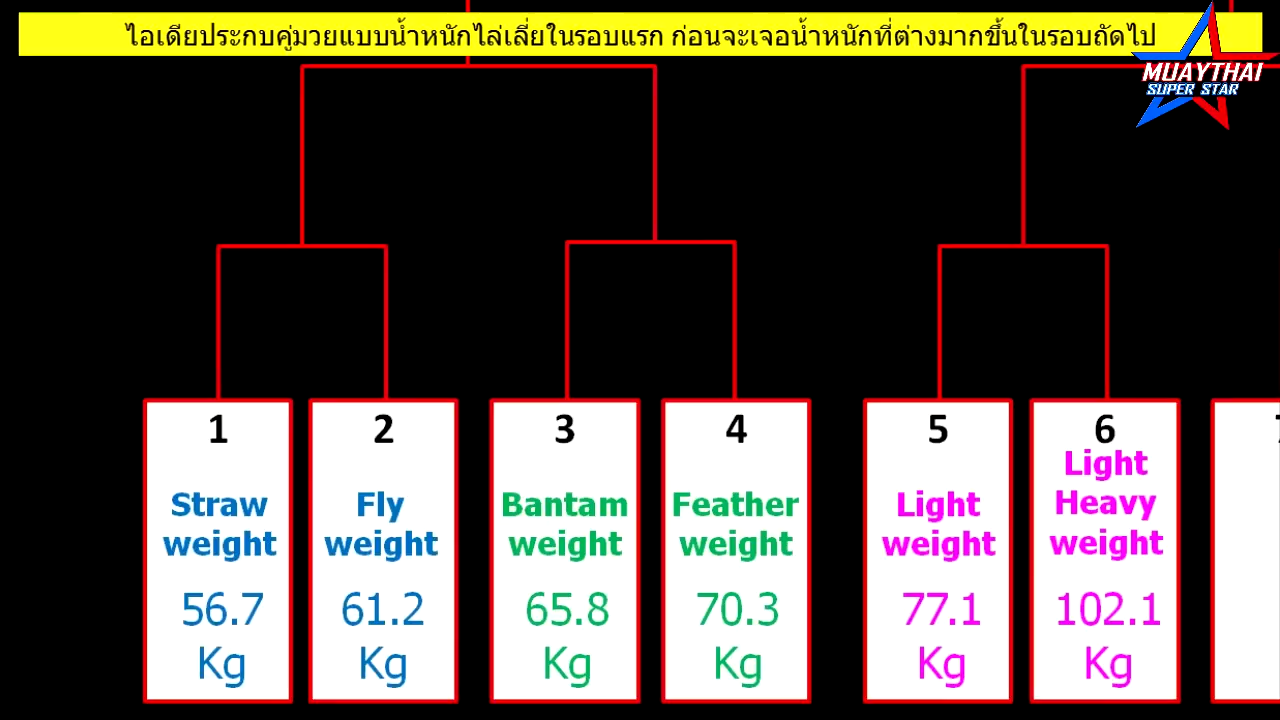 ไอเดียประกบคู่มวยแบบน้ำหนักไล่เลี่ยในรอบแรก ก่อนจะเจอน้ำหนักที่ต่างมากขึ้นในรอบถัดไป
MUAYTHAI
SUPER STAR
1
Straw
weight
56.7
Kg
2
Fly
weight
61.2
Kg
3
Bantam
weight
65.8
Kg
4
Feather
weight
70.3
Kg
5
Light
weight
77.1
Kg
6
Light
Heavy
weight
102.1
Kg